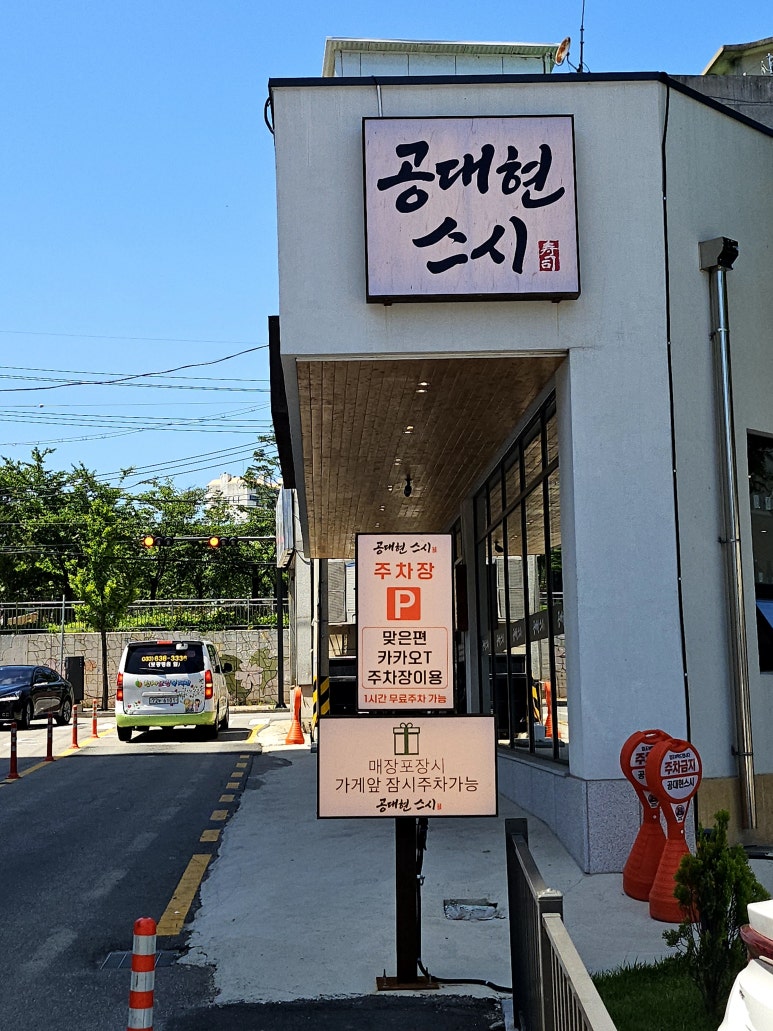 공대현
스시
寿司
공대현 스시
주차장
P
맞은편
카카오T
주차장이용
1시간 무료주차 가능
매장포장시
가게앞 잠시주차가능
공대현 스시
주차금지
공대현스시